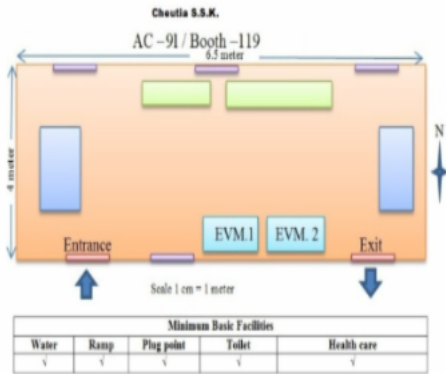 Cheutia S.S.K.
AC –91 / Booth –119
6.5 meter
4 meter
N
EVM.1 EVM. 2
Entrance Exit
Scale 1 cm = 1 meter
Minimum Basic Facilities
Water Ramp Plug point Toilet Health care
√ √ √ √ √